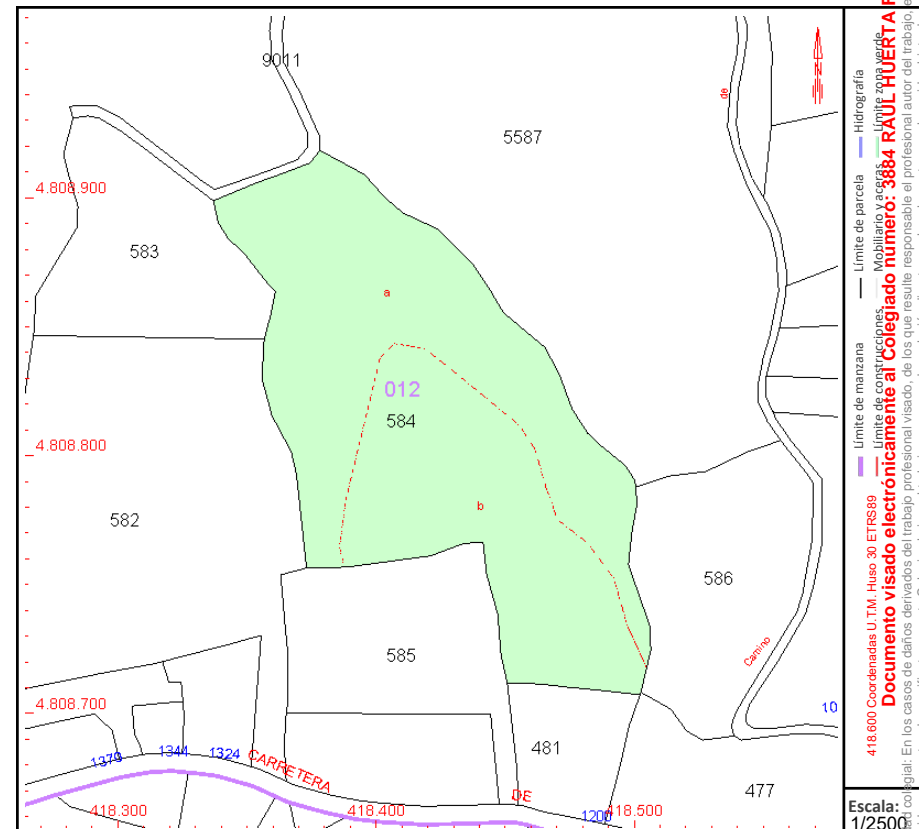 9011
5587
de
4.808.900
583
a
012
584
4.808.800
b
582
586
585
Camino
4.808.700
10
481
1379
1344
1324
CARRETERA
DE
1200
477
418.300
418.400
418.500
Límite de manzana
Límite de parcela
Hidrografía
Límite de construcciones
Mobiliario y aceras
Límite zona verde
418.600 Coordenadas U.T.M. Huso 30 ETRS89
Documento visado electrónicamente al Colegiado numero: 3884 RAUL HUERTA
colegial: En los casos de daños derivados del trabajo profesional visado, de los que resulte responsable el profesional autor del trabajo, e
Escala:
1/2500